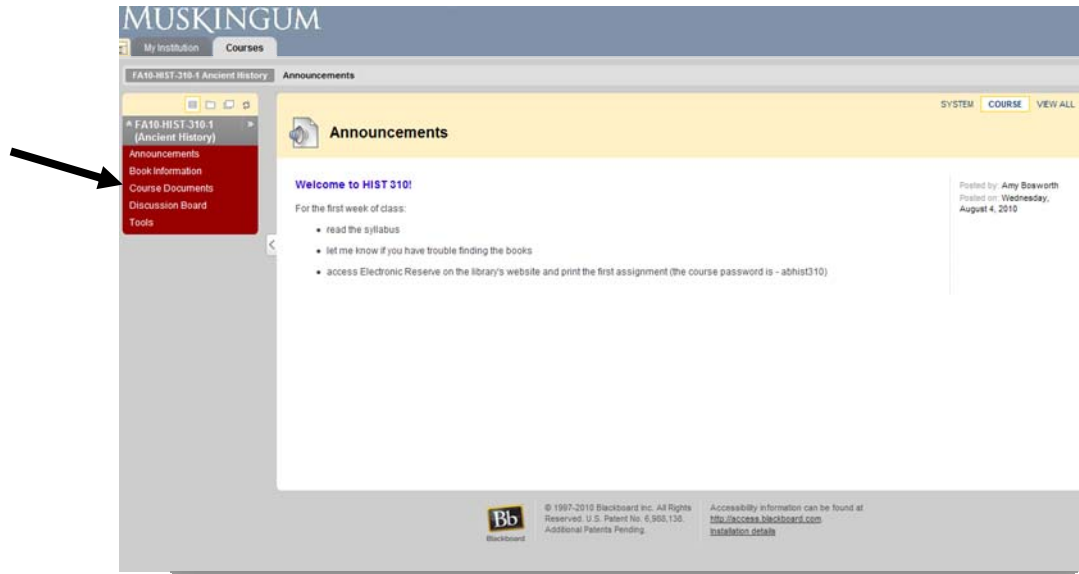 MUSKINGUM
My Institution
Courses
FA10-HIST-310-1 Ancient History
Announcements
FA10-HIST-310-1
(Ancient History)
Announcements
Book Information
Course Documents
Discussion Board
Tools
SYSTEM
COURSE
VIEW ALL
Announcements
Welcome to HIST 310!
For the first week of class:
• read the syllabus
• let me know if you have trouble finding the books
• access Electronic Reserve on the library's website and print the first assignment (the course password is - abhist310)
Posted by: Amy Bosworth
Posted on: Wednesday,
August 4, 2010
Bb
Blackboard
© 1997-2010 Blackboard Inc. All Rights
Reserved. U.S. Patent No. 6,988,138.
Additional Patents Pending.
Accessibility information can be found at
http://access.blackboard.com.
Installation details